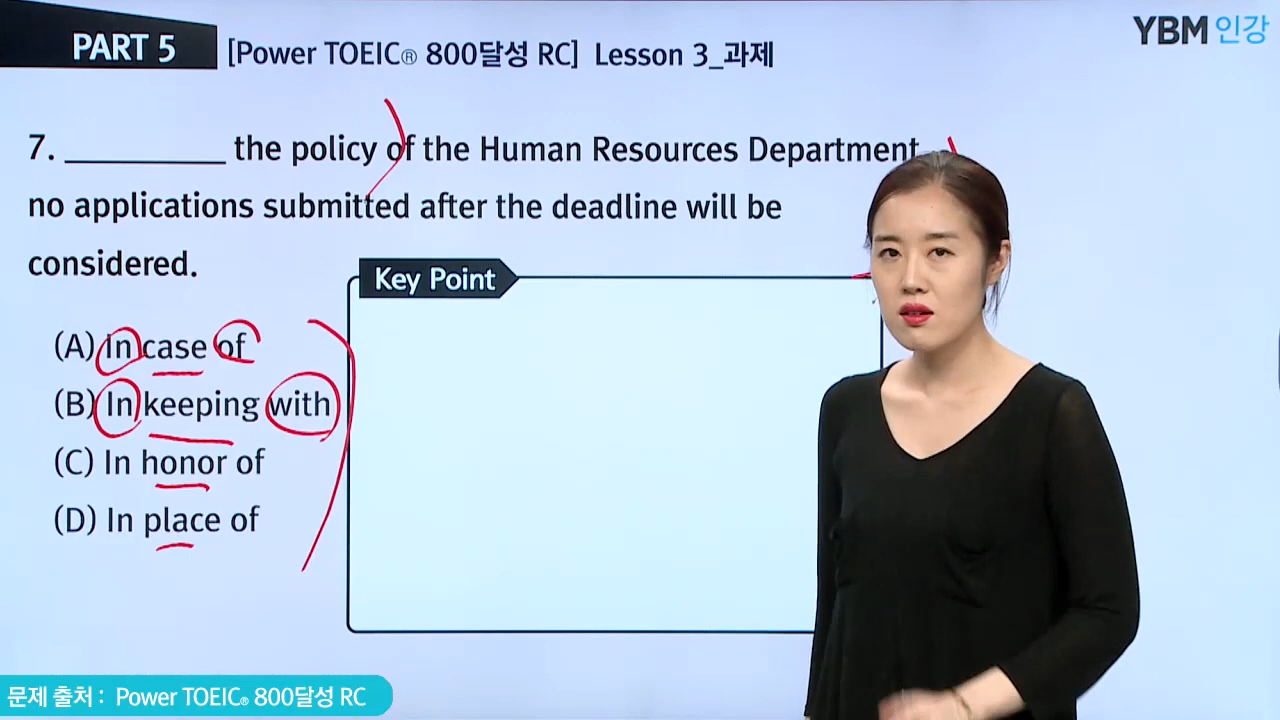 PART 5
[Power TOEIC® 800달성 RC] Lesson 3_과제
YBM 인강
7. __________ the policy of the Human Resources Department
no applications submitted after the deadline will be
considered.
Key Point
(A) In case of
(B) In keeping with
(C) In honor of
(D) In place of
문제 출처 : Power TOEIC® 800달성 RC